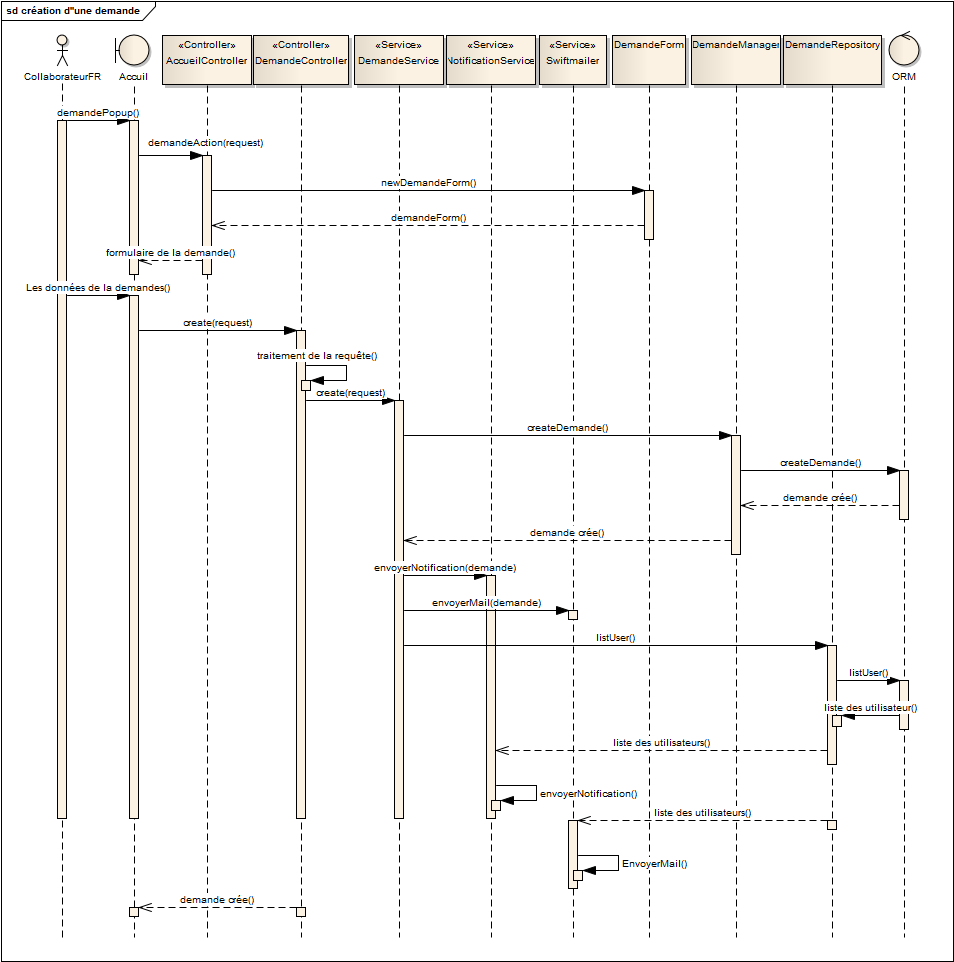 sd création d"une demande
CollaborateurFR
Accuil
«Controller»
AccueilController
«Controller»
DemandeController
«Service»
DemandeService
«Service»
NotificationService
«Service»
Swiftmailer
DemandeForm
DemandeManager
DemandeRepository
ORM
demandePopup()
demandeAction(request)
newDemandeForm()
demandeForm()
formulaire de la demande()
Les données de la demandes()
create(request)
traitement de la requête()
create(request)
createDemande()
createDemande()
demande crée()
demande crée()
envoyerNotification(demande)
envoyerMail(demande)
listUser()
listUser()
liste des utilisateur()
liste des utilisateurs()
envoyerNotification()
liste des utilisateurs()
EnvoyerMail()
demande crée()